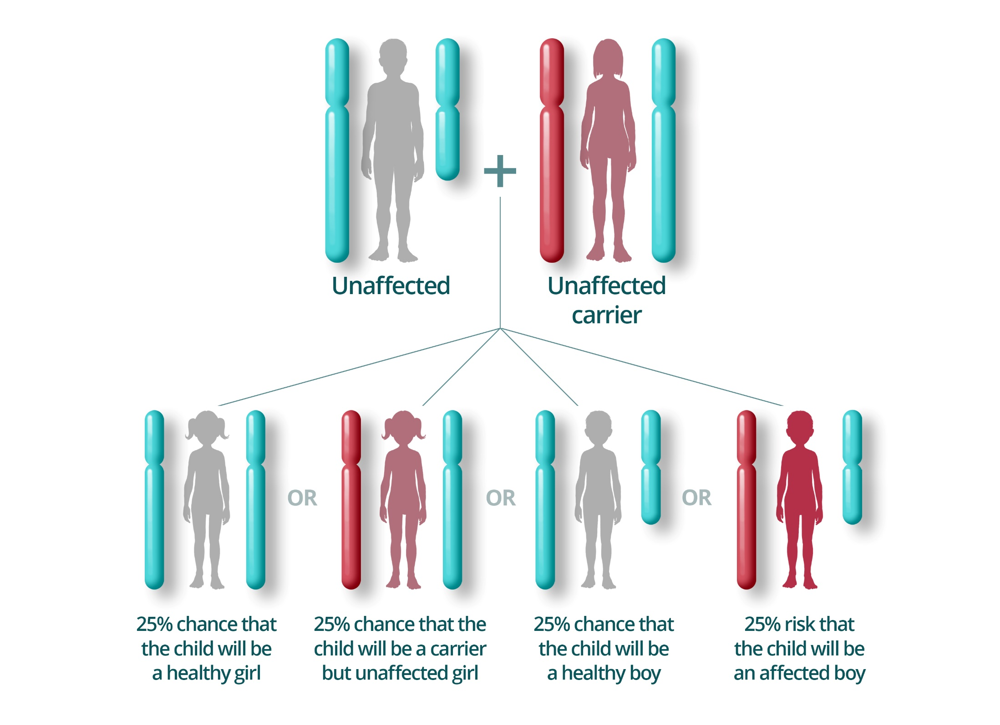 +
Unaffected
Unaffected
carrier
OR
OR
OR
25% chance that
the child will be
a healthy girl
25% chance that the
child will be a carrier
but unaffected girl
25% chance that
the child will be
a healthy boy
25% risk that
the child will be
an affected boy